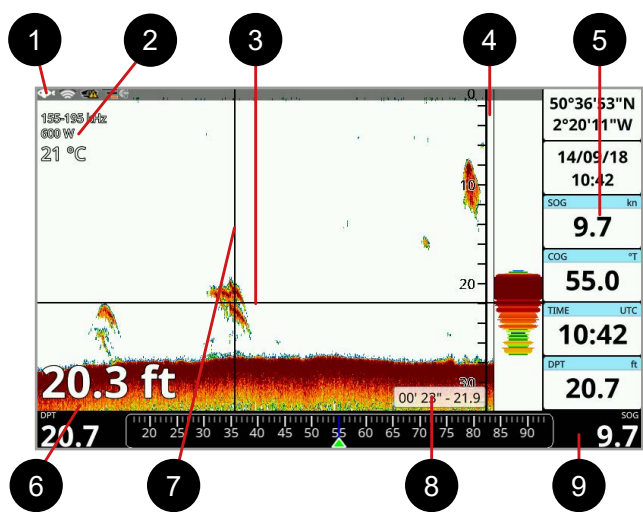 1
2
3
4
5
155-195 kHz
600 W
21 °C
0
10
20
30
20.3 ft
00' 23" - 21.9
50°36'53"N
2°20'11"W
14/09/18
10:42
SOG kn
9.7
COG °T
55.0
TIME UTC
10:42
DPT ft
20.7
DPT
20.7
20 25 30 35 40 45 50 55 60 65 70 75 80 85 90
SOG
9.7
6
7
8
9